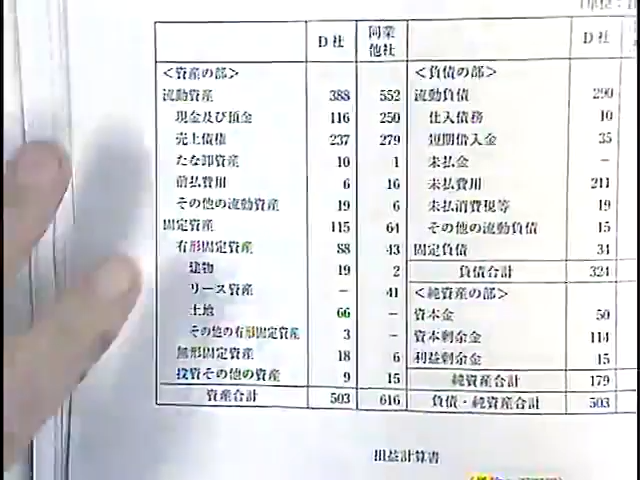 (単位：百
D社 同業他社 D社
＜資産の部＞ ＜負債の部＞
流動資産 388 552 流動負債 290
現金及び預金 116 250 仕入債務 10
売上債権 237 279 短期借入金 35
たな卸資産 10 1 未払金 －
前払費用 6 16 未払費用 211
その他の流動資産 19 6 未払消費税等 19
固定資産 115 64 その他の流動負債 15
有形固定資産 88 43 固定負債 34
建物 19 2 負債合計 324
リース資産 － 41 ＜純資産の部＞
土地 66 － 資本金 50
その他の有形固定資産 3 － 資本剰余金 114
無形固定資産 18 6 利益剰余金 15
投資その他の資産 9 15 純資産合計 179
資産合計 503 616 負債・純資産合計 503
損益計算書